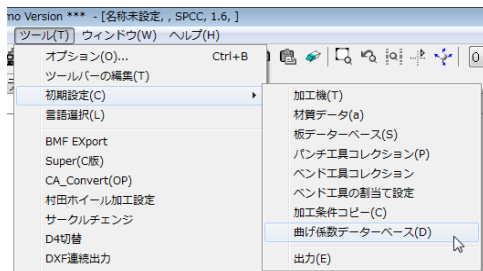 mo Version *** - [名称未設定, , SPCC, 1.6, ]
ツール(T) ウィンドウ(W) ヘルプ(H)
オプション(O)... Ctrl+B
ツールバーの編集(T)
初期設定(C)
言語選択(L)
BMF EXport
Super(C版)
CA_Convert(OP)
村田ホイール加工設定
サークルチェンジ
D4切替
DXF連続出力
加工機(T)
材質データ(a)
板データーベース(S)
パンチ工具コレクション(P)
ベンド工具コレクション
ベンド工具の割当て設定
加工条件コピー(C)
曲げ係数データーベース(D)
出力(E)
0